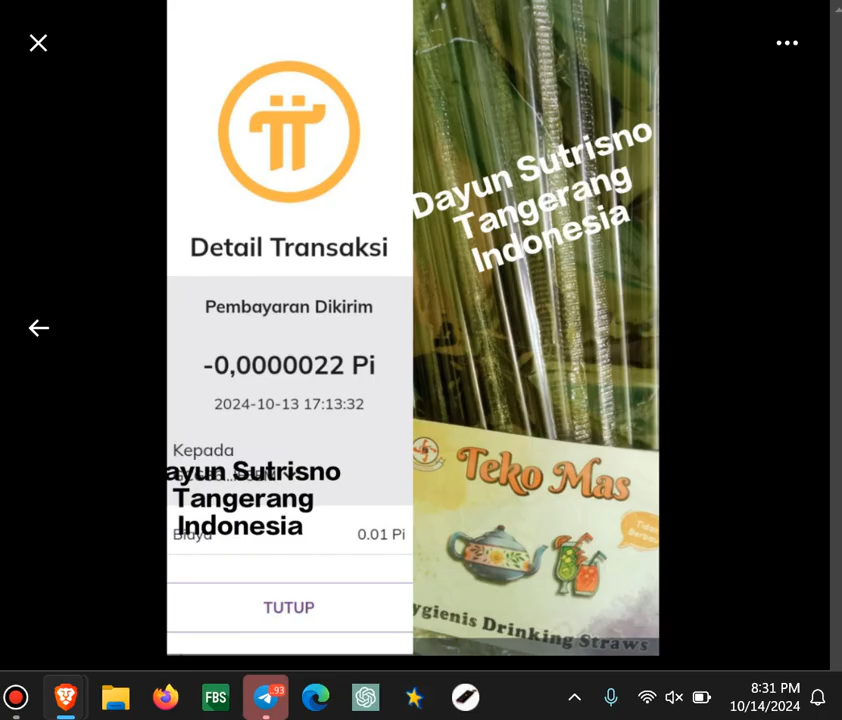 Detail Transaksi
Pembayaran Dikirim
-0,0000022 Pi
2024-10-13 17:13:32
Kepada
ayun Sutrisno
Tangerang
Indonesia
Biaya
0.01 Pi
TUTUP
Dayun Sutrisno
Tangerang
Indonesia
Teko Mas
Tidak
Berbau
ygienis Drinking Straws
FBS
93
8:31 PM
10/14/2024